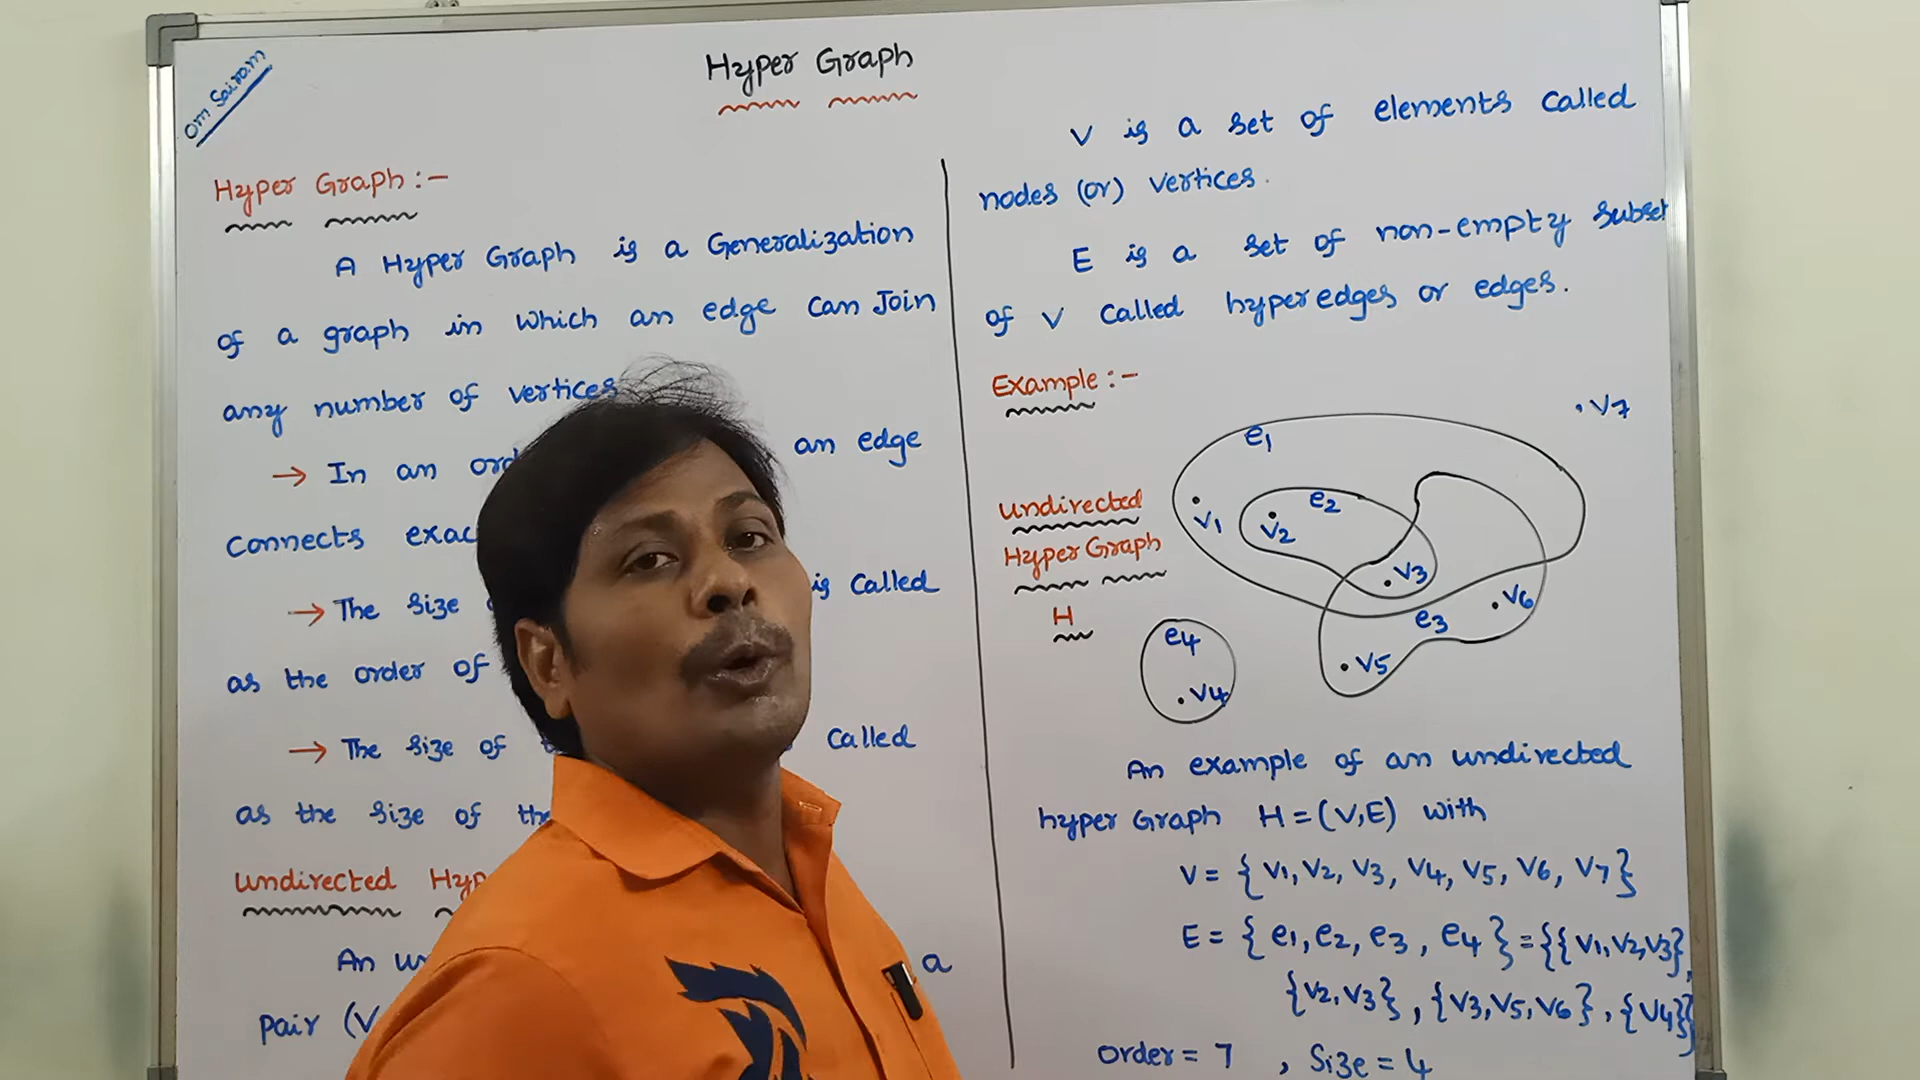 Om Sairam
Hyper Graph
Hyper Graph :-
A Hyper Graph is a Generalization
of a graph in which an edge can Join
any number of vertices
→ In an an edge
Connects
→ The size is called
as the order of
→ The size of called
as the size of the
undirected
An a
pair (V
V is a set of elements called
nodes (or) vertices.
E is a set of non-empty subset
of V called hyperedges or edges.
Example :-
undirected
Hyper Graph
H
e1
e2
e3
e4
V1
V2
V3
V4
V5
V6
V7
An example of an undirected
hyper Graph H = (V,E) with
V = { V1, V2, V3, V4, V5, V6, V7 }
E = { e1, e2, e3, e4 } = {{ V1, V2, V3},
{V2, V3} , {V3, V5, V6} , {V4}}
Order = 7 , Size = 4